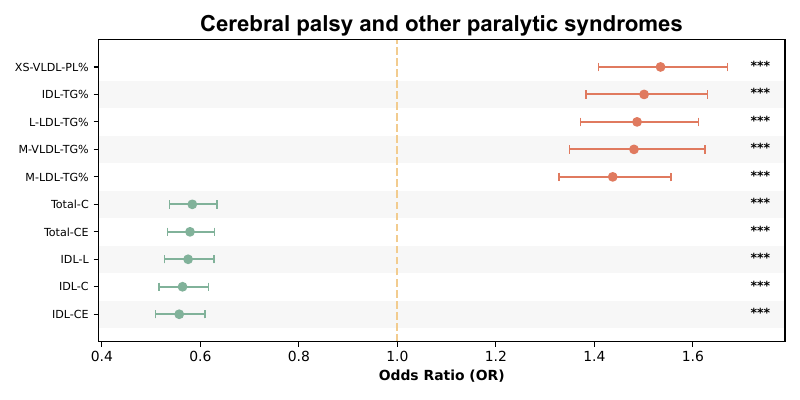 Cerebral palsy and other paralytic syndromes
XS-VLDL-PL% ***
IDL-TG% ***
L-LDL-TG% ***
M-VLDL-TG% ***
M-LDL-TG% ***
Total-C ***
Total-CE ***
IDL-L ***
IDL-C ***
IDL-CE ***
0.4 0.6 0.8 1.0 1.2 1.4 1.6
Odds Ratio (OR)